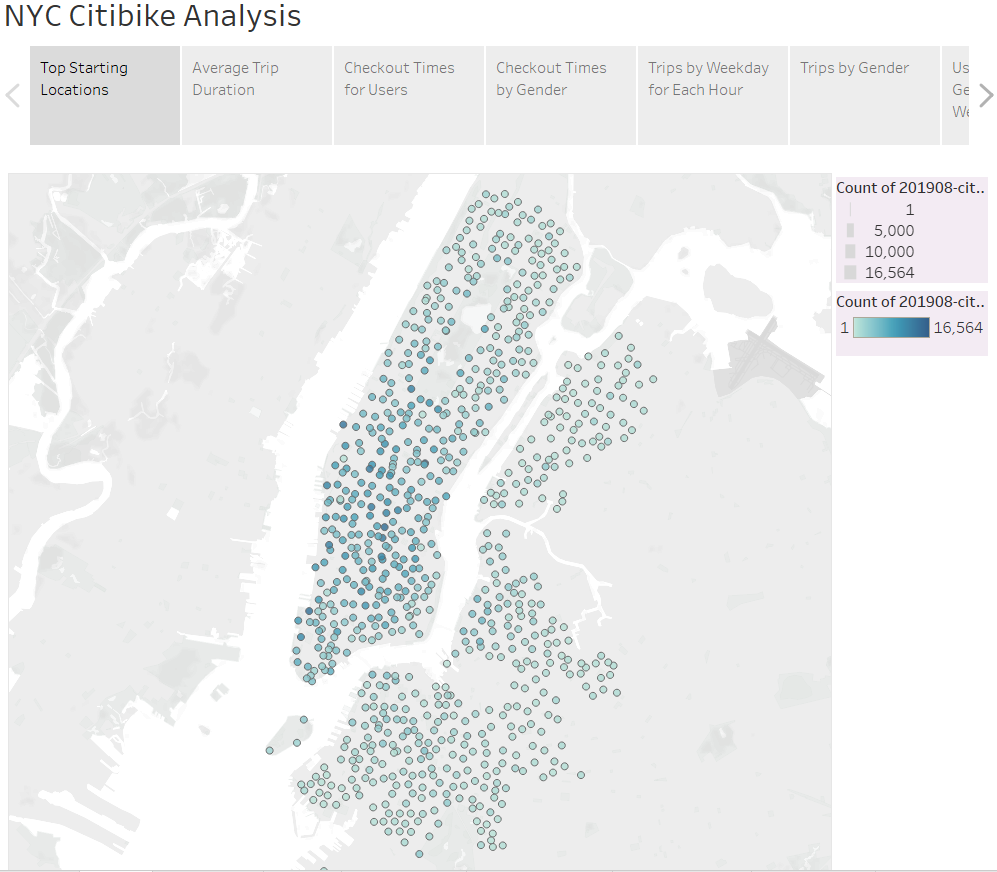 NYC Citibike Analysis
Top Starting
Locations
Average Trip
Duration
Checkout Times
for Users
Checkout Times
by Gender
Trips by Weekday
for Each Hour
Trips by Gender
Us
Ge
We
Count of 201908-cit..
1
5,000
10,000
16,564
Count of 201908-cit..
1 16,564